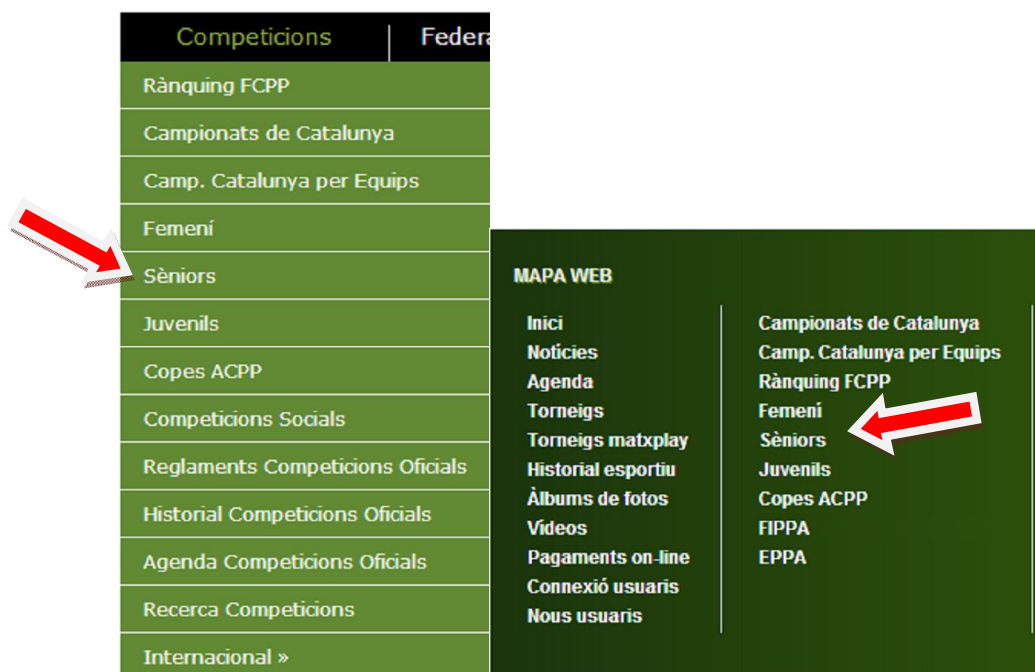 Competicions
Rànquing FCPP
Campionats de Catalunya
Camp. Catalunya per Equips
Femení
Sèniors
Juvenils
Copes ACPP
Competicions Socials
Reglaments Competicions Oficials
Historial Competicions Oficials
Agenda Competicions Oficials
Recerca Competicions
Internacional »
MAPA WEB
Inici
Notícies
Agenda
Torneigs
Torneigs matxplay
Historial esportiu
Àlbums de fotos
Videos
Pagaments on-line
Connexió usuaris
Nous usuaris
Campionats de Catalunya
Camp. Catalunya per Equips
Rànquing FCPP
Femení
Sèniors
Juvenils
Copes ACPP
FIPPA
EPPA